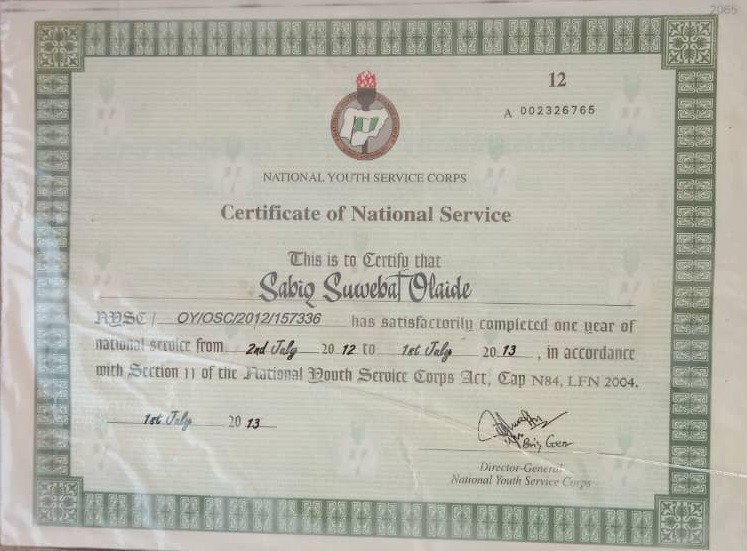 2065
12
A 002326765
NATIONAL YOUTH SERVICE CORPS
Certificate of National Service
This is to Certify that
Sabiq Suwebat Olaide
NYSC/ OY/OSC/2012/157336 has satisfactorily completed one year of
national service from 2nd July 20 12 to 1st July 20 13 , in accordance
with Section 11 of the National Youth Service Corps Act, Cap N84, LFN 2004.
1st July 20 13
Brig Gen
Director-General
National Youth Service Corps